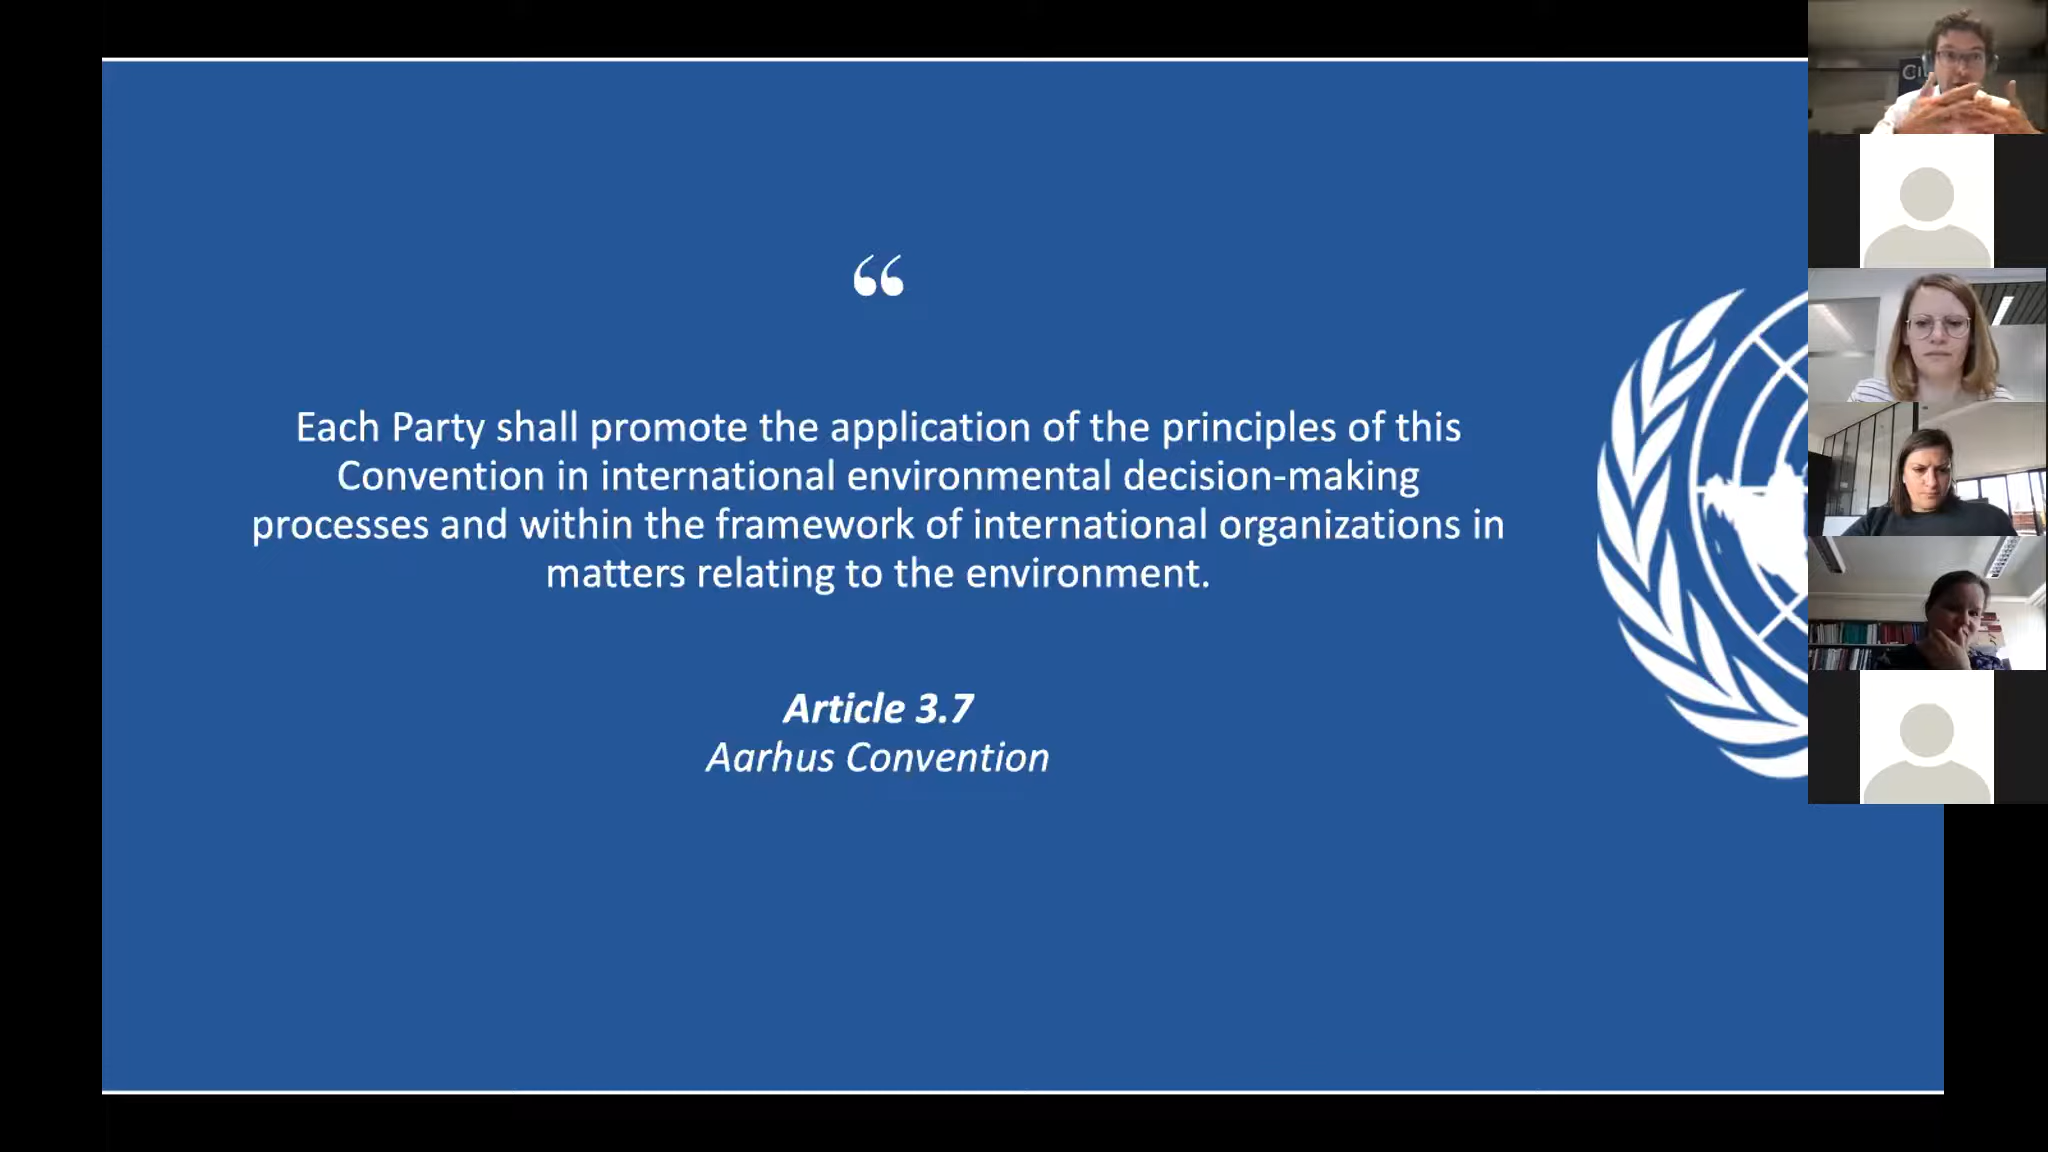 “
Each Party shall promote the application of the principles of this
Convention in international environmental decision-making
processes and within the framework of international organizations in
matters relating to the environment.
Article 3.7
Aarhus Convention